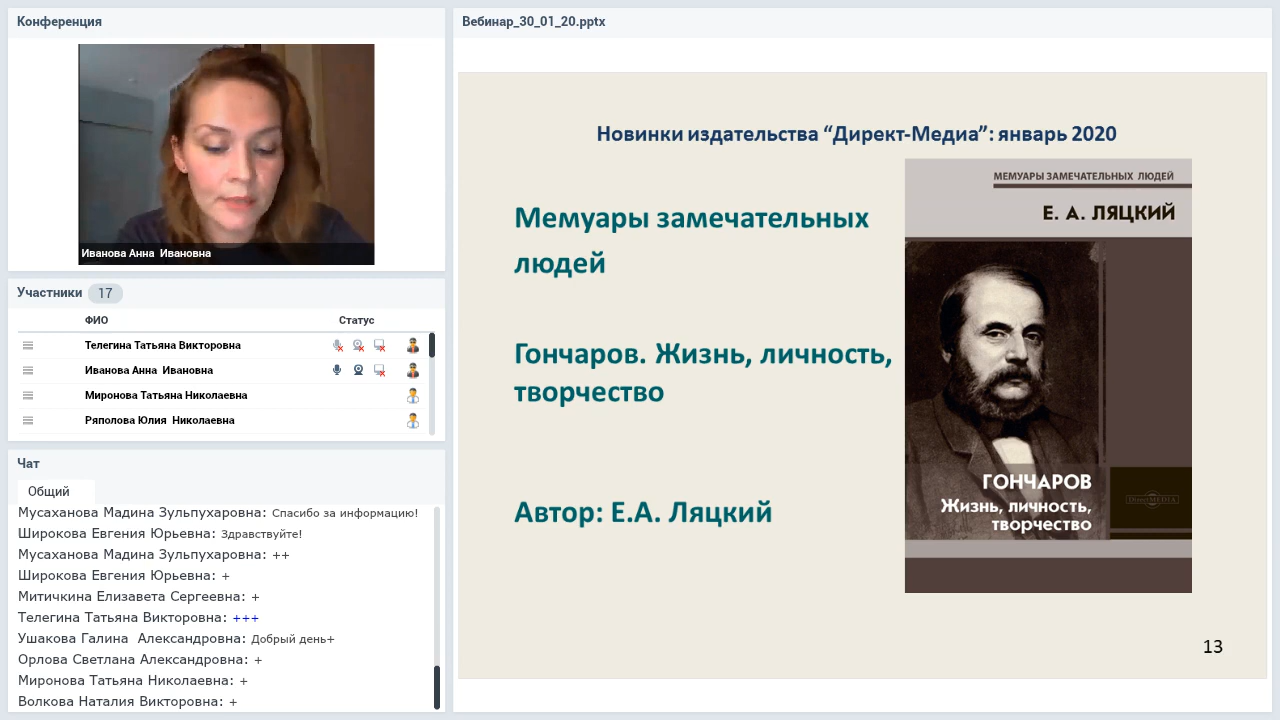 Конференция
Иванова Анна Ивановна
Участники 17
ФИО Статус
Телегина Татьяна Викторовна
Иванова Анна Ивановна
Миронова Татьяна Николаевна
Ряполова Юлия Николаевна
Чат
Общий
Мусаханова Мадина Зульпухаровна: Спасибо за информацию!
Широкова Евгения Юрьевна: Здравствуйте!
Мусаханова Мадина Зульпухаровна: ++
Широкова Евгения Юрьевна: +
Митичкина Елизавета Сергеевна: +
Телегина Татьяна Викторовна: +++
Ушакова Галина Александровна: Добрый день+
Орлова Светлана Александровна: +
Миронова Татьяна Николаевна: +
Волкова Наталия Викторовна: +
Вебинар_30_01_20.pptx
Новинки издательства “Директ-Медиа”: январь 2020
Мемуары замечательных
людей
Гончаров. Жизнь, личность,
творчество
Автор: Е.А. Ляцкий
МЕМУАРЫ ЗАМЕЧАТЕЛЬНЫХ ЛЮДЕЙ
Е. А. ЛЯЦКИЙ
ГОНЧАРОВ
Жизнь, личность,
творчество
DirectMEDIA
13